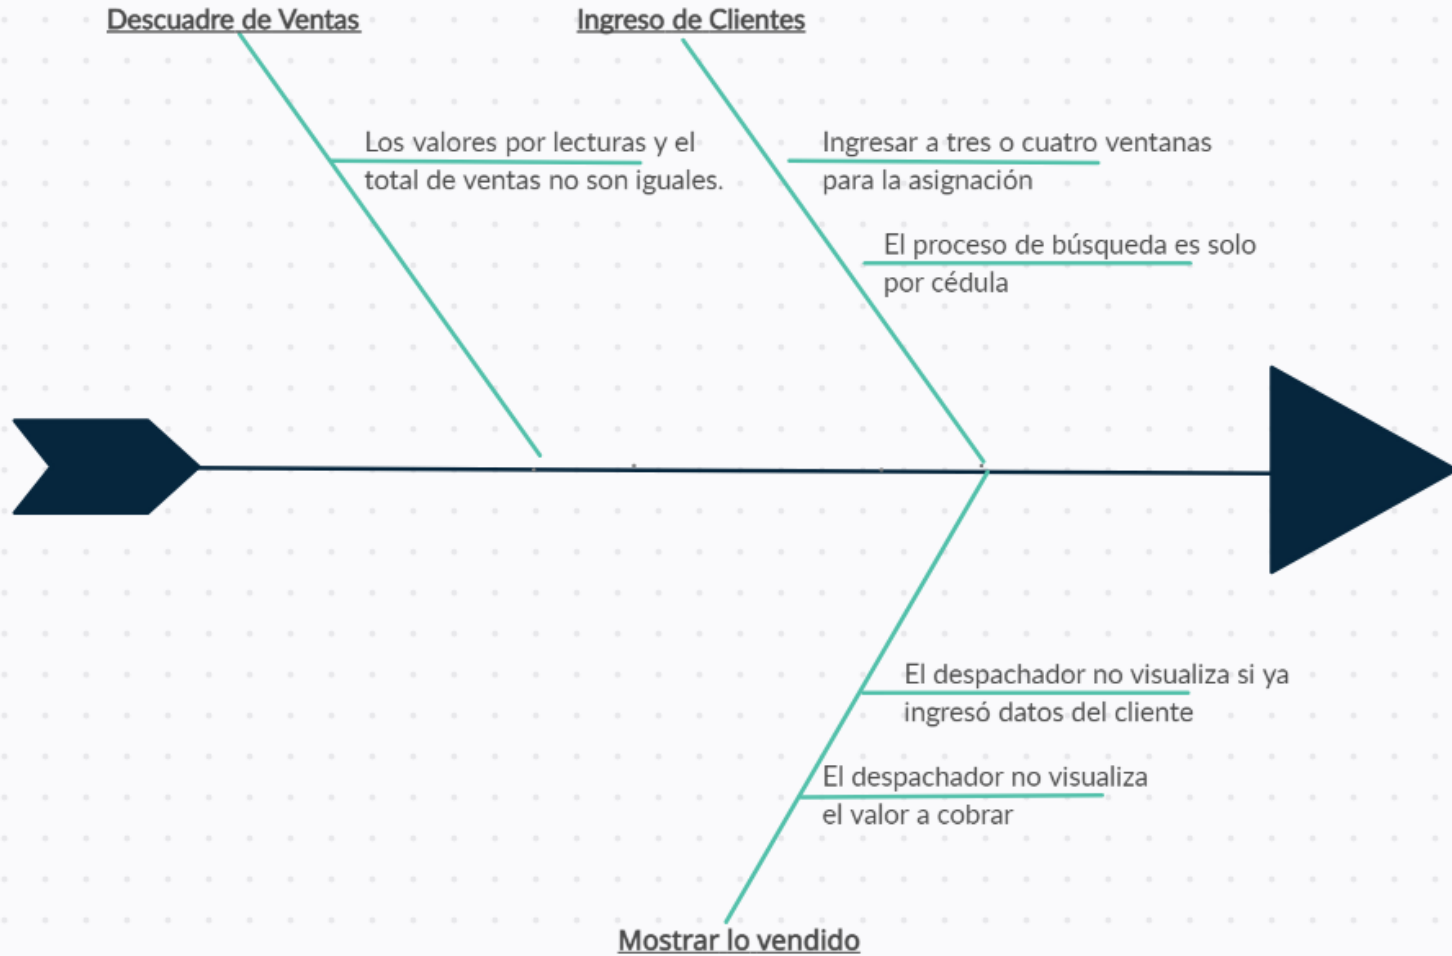 Descuadre de Ventas
Ingreso de Clientes
Los valores por lecturas y el
total de ventas no son iguales.
Ingresar a tres o cuatro ventanas
para la asignación
El proceso de búsqueda es solo
por cédula
El despachador no visualiza si ya
ingresó datos del cliente
El despachador no visualiza
el valor a cobrar
Mostrar lo vendido